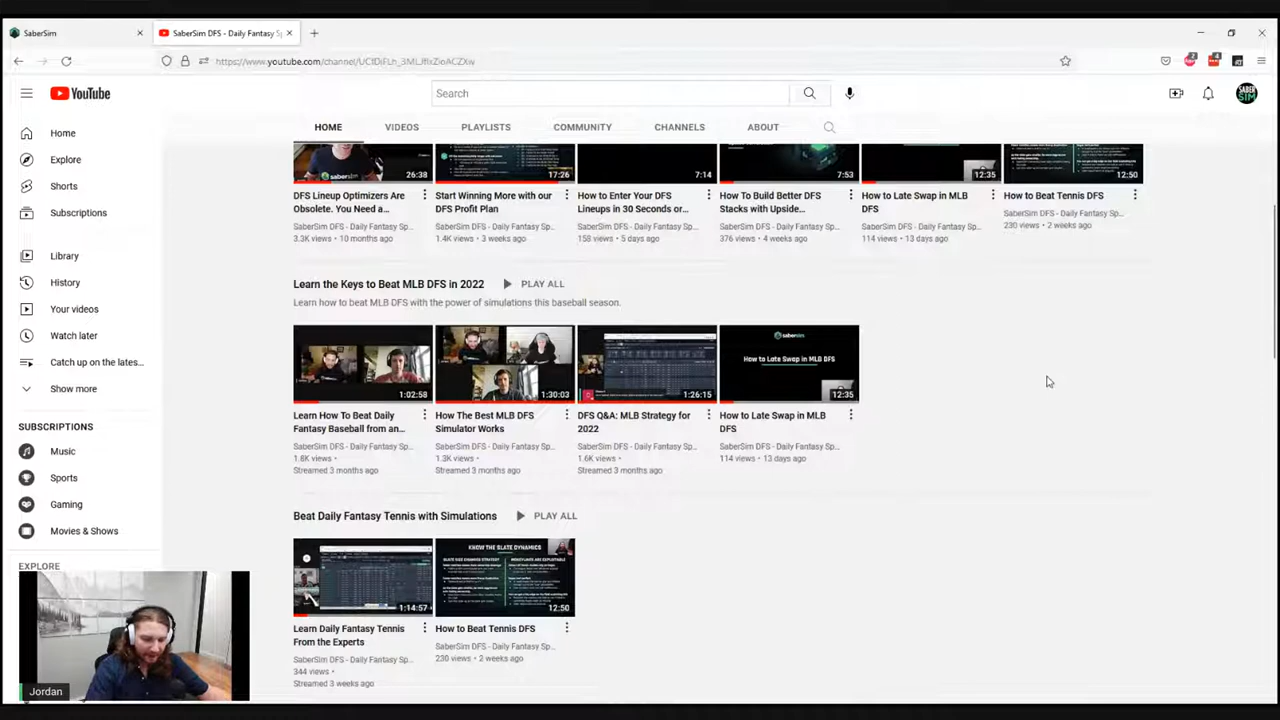 SaberSim
SaberSim DFS - Daily Fantasy Sp
YouTube
Search
HOME VIDEOS PLAYLISTS COMMUNITY CHANNELS ABOUT
Home
Explore
Shorts
Subscriptions
Library
History
Your videos
Watch later
Catch up on the lates...
Show more
SUBSCRIPTIONS
Music
Sports
Gaming
Movies & Shows
EXPLORE
Jordan
26:38
DFS Lineup Optimizers Are
Obsolete. You Need a...
SaberSim DFS - Daily Fantasy Sp...
3.3K views • 10 months ago
17:26
Start Winning More with our
DFS Profit Plan
SaberSim DFS - Daily Fantasy Sp...
1.4K views • 3 weeks ago
7:14
How to Enter Your DFS
Lineups in 30 Seconds or...
SaberSim DFS - Daily Fantasy Sp...
158 views • 5 days ago
7:53
How To Build Better DFS
Stacks with Upside...
SaberSim DFS - Daily Fantasy Sp...
376 views • 4 weeks ago
12:35
How to Late Swap in MLB
DFS
SaberSim DFS - Daily Fantasy Sp...
114 views • 13 days ago
12:50
How to Beat Tennis DFS
SaberSim DFS - Daily Fantasy Sp...
230 views • 2 weeks ago
Learn the Keys to Beat MLB DFS in 2022 PLAY ALL
Learn how to beat MLB DFS with the power of simulations this baseball season.
1:02:58
Learn How To Beat Daily
Fantasy Baseball from an...
SaberSim DFS - Daily Fantasy Sp...
1.6K views •
Streamed 3 months ago
1:30:03
How The Best MLB DFS
Simulator Works
SaberSim DFS - Daily Fantasy Sp...
1.3K views •
Streamed 3 months ago
1:26:15
DFS Q&A: MLB Strategy for
2022
SaberSim DFS - Daily Fantasy Sp...
1.6K views •
Streamed 3 months ago
sabersim
How to Late Swap in MLB DFS
12:35
How to Late Swap in MLB
DFS
SaberSim DFS - Daily Fantasy Sp...
114 views • 13 days ago
Beat Daily Fantasy Tennis with Simulations PLAY ALL
1:14:57
Learn Daily Fantasy Tennis
From the Experts
SaberSim DFS - Daily Fantasy Sp...
344 views •
Streamed 3 weeks ago
KNOW THE SLATE DYNAMICS
12:50
How to Beat Tennis DFS
SaberSim DFS - Daily Fantasy Sp...
230 views • 2 weeks ago